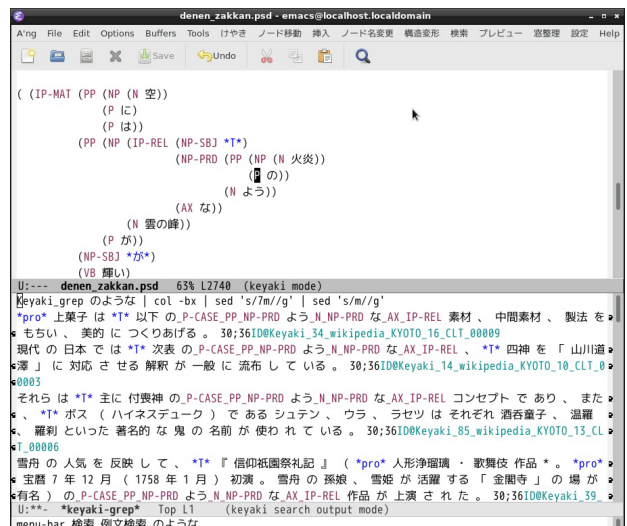 denen_zakkan.psd - emacs@localhost.localdomain
A'ng File Edit Options Buffers Tools けやき ノード移動 挿入 ノード名変更 構造変形 検索 プレビュー 窓整理 設定 Help
Save Undo
( (IP-MAT (PP (NP (N 空))
(P に)
(P は))
(PP (NP (IP-REL (NP-SBJ *T*)
(NP-PRD (PP (NP (N 火炎))
(P の))
(N よう))
(AX な))
(N 雲の峰))
(P が))
(NP-SBJ *が*)
(VB 輝い)
U:--- denen_zakkan.psd 63% L2740 (keyaki mode)
Keyaki_grep のような | col -bx | sed 's/7m//g' | sed 's/m//g'
*pro* 上菓子 は *T* 以下 の_P-CASE_PP_NP-PRD よう_N_NP-PRD な_AX_IP-REL 素材 、 中間素材 、 製法 を
もちい 、 美的 に つくりあげる 。 30;36ID@Keyaki_34_wikipedia_KYOTO_16_CLT_00009
現代 の 日本 で は *T* 次表 の_P-CASE_PP_NP-PRD よう_N_NP-PRD な_AX_IP-REL 、 *T* 四神 を 「 山川道
澤 」 に 対応 さ せる 解釈 が 一般 に 流布 し て いる 。 30;36ID@Keyaki_14_wikipedia_KYOTO_10_CLT_0
0003
それら は *T* 主に 付喪神 の_P-CASE_PP_NP-PRD よう_N_NP-PRD な_AX_IP-REL コンセプト で あり 、 また
、 *T* ボス ( ハイネスデューク ) で ある シュテン 、 ウラ 、 ラセツ は それぞれ 酒呑童子 、 温羅
、 羅刹 といった 著名的 な 鬼 の 名前 が 使わ れ て いる 。 30;36ID@Keyaki_85_wikipedia_KYOTO_13_CL
T_00006
雪舟 の 人気 を 反映 し て 、 *T* 『 信仰祇園祭礼記 』 ( *pro* 人形浄瑠璃 ・ 歌舞伎 作品 * 。 *pro*
宝暦 7 年 12 月 ( 1758 年 1 月 ) 初演 。 雪舟 の 孫娘 、 雪姫 が 活躍 する 「 金閣寺 」 の 場 が
有名 ) の_P-CASE_PP_NP-PRD よう_N_NP-PRD な_AX_IP-REL 作品 が 上演 さ れ た 。 30;36ID@Keyaki_39_
U:**- *keyaki-grep* Top L1 (keyaki search output mode)
menu-bar 検索 例文検索 のような